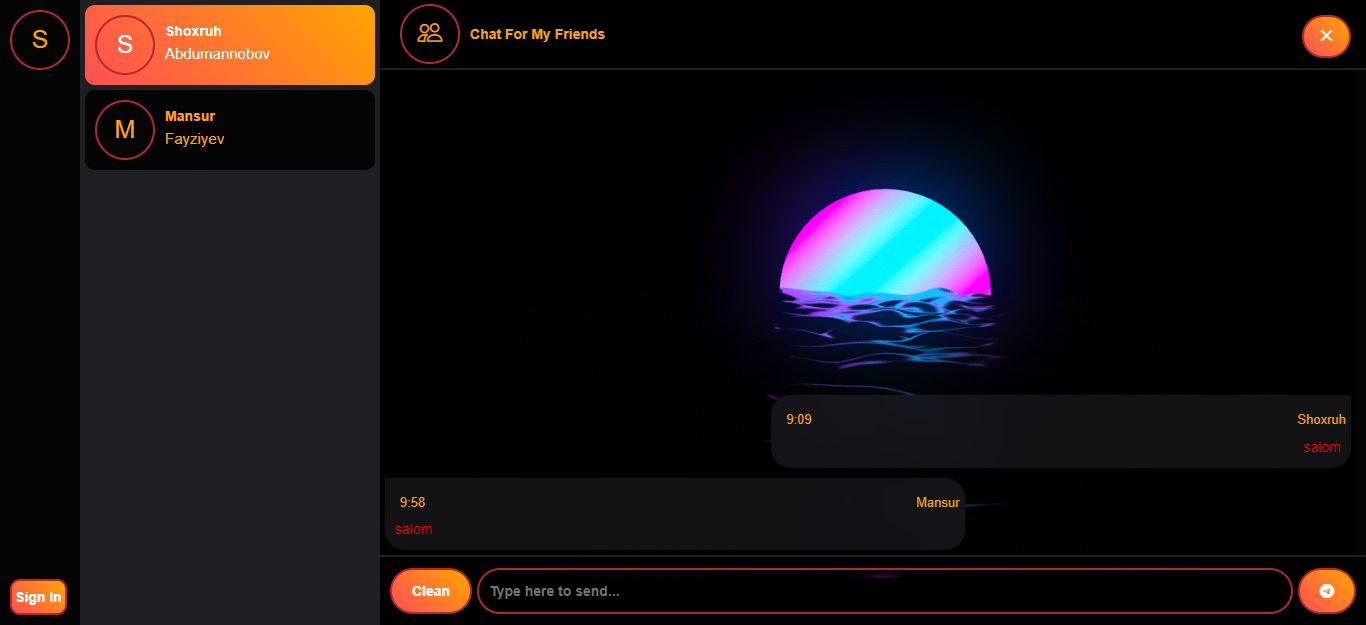 S
S
Shoxruh
Abdumannobov
M
Mansur
Fayziyev
Sign In
Chat For My Friends
9:09 Shoxruh
salom
9:58 Mansur
salom
Clean
Type here to send...